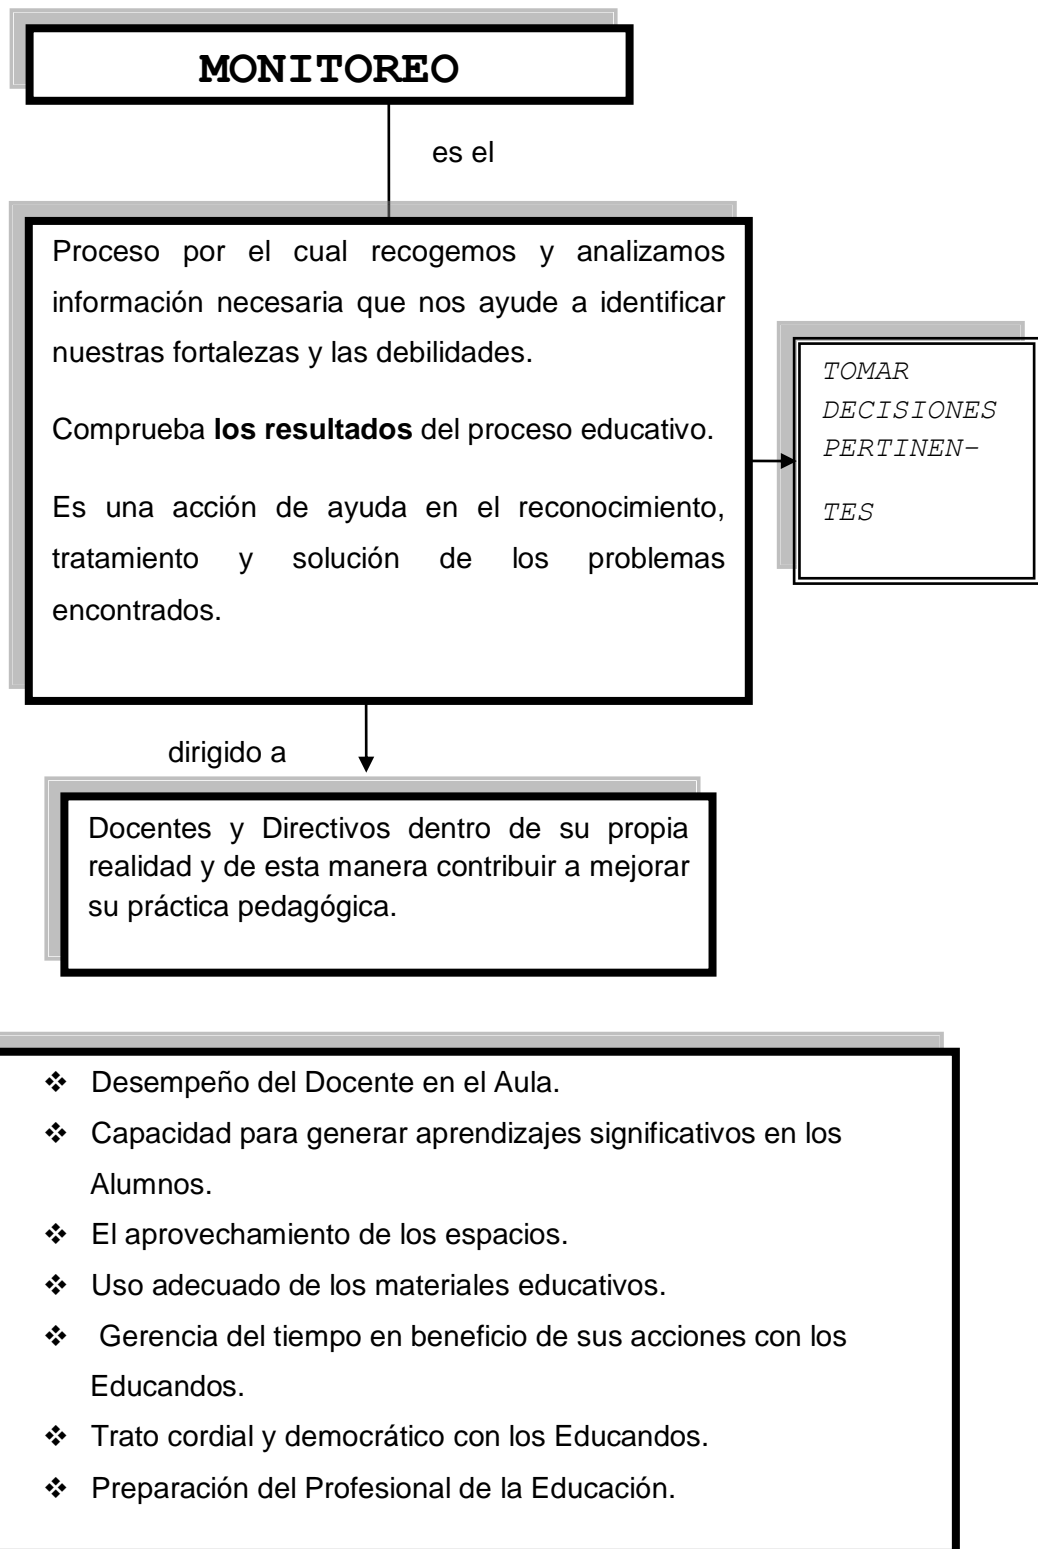 MONITOREO
es el
Proceso por el cual recogemos y analizamos
información necesaria que nos ayude a identificar
nuestras fortalezas y las debilidades.
Comprueba los resultados del proceso educativo.
Es una acción de ayuda en el reconocimiento,
tratamiento y solución de los problemas
encontrados.
TOMAR
DECISIONES
PERTINEN-
TES
dirigido a
Docentes y Directivos dentro de su propia
realidad y de esta manera contribuir a mejorar
su práctica pedagógica.
❖ Desempeño del Docente en el Aula.
❖ Capacidad para generar aprendizajes significativos en los
Alumnos.
❖ El aprovechamiento de los espacios.
❖ Uso adecuado de los materiales educativos.
❖ Gerencia del tiempo en beneficio de sus acciones con los
Educandos.
❖ Trato cordial y democrático con los Educandos.
❖ Preparación del Profesional de la Educación.